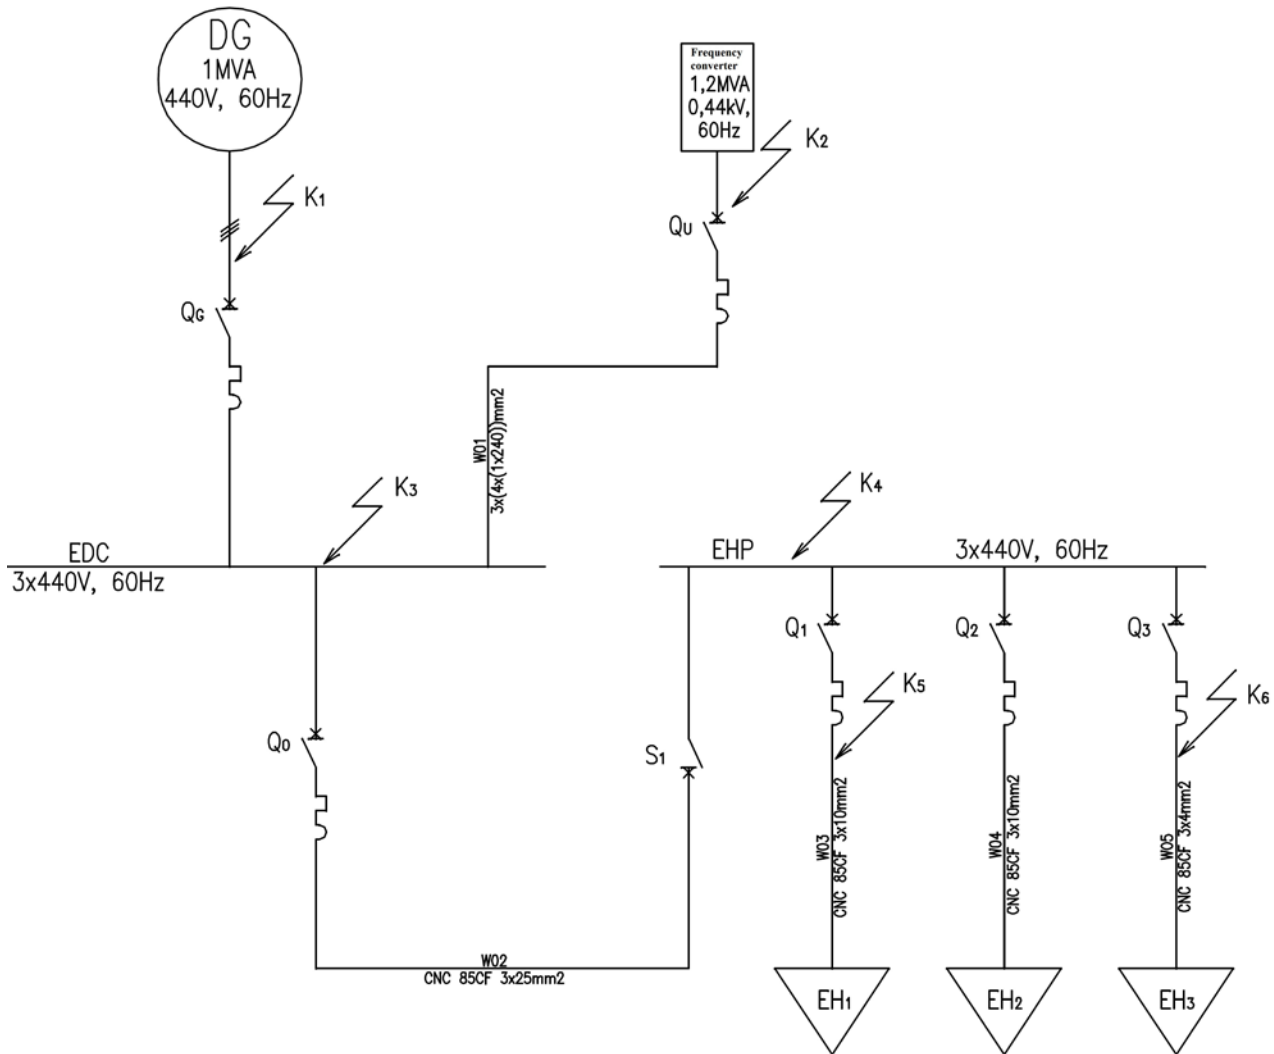 DG
1MVA
440V, 60Hz
Frequency
converter
1,2MVA
0,44kV,
60Hz
K2
K1
QU
QG
W01
3x(4x(1x240))mm2
K3
K4
EDC
3x440V, 60Hz
EHP
3x440V, 60Hz
Q1
Q2
Q3
K5
K6
Q0
S1
W03
CNC 85CF 3x10mm2
W04
CNC 85CF 3x10mm2
W05
CNC 85CF 3x4mm2
W02
CNC 85CF 3x25mm2
EH1
EH2
EH3